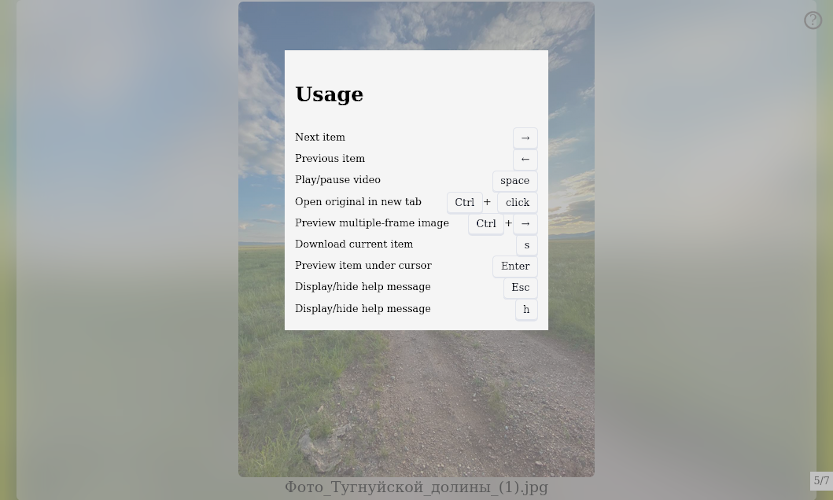 ?
Usage
Next item →
Previous item ←
Play/pause video space
Open original in new tab Ctrl + click
Preview multiple-frame image Ctrl + →
Download current item s
Preview item under cursor Enter
Display/hide help message Esc
Display/hide help message h
5/7
Фото_Тугнуйской_долины_(1).jpg